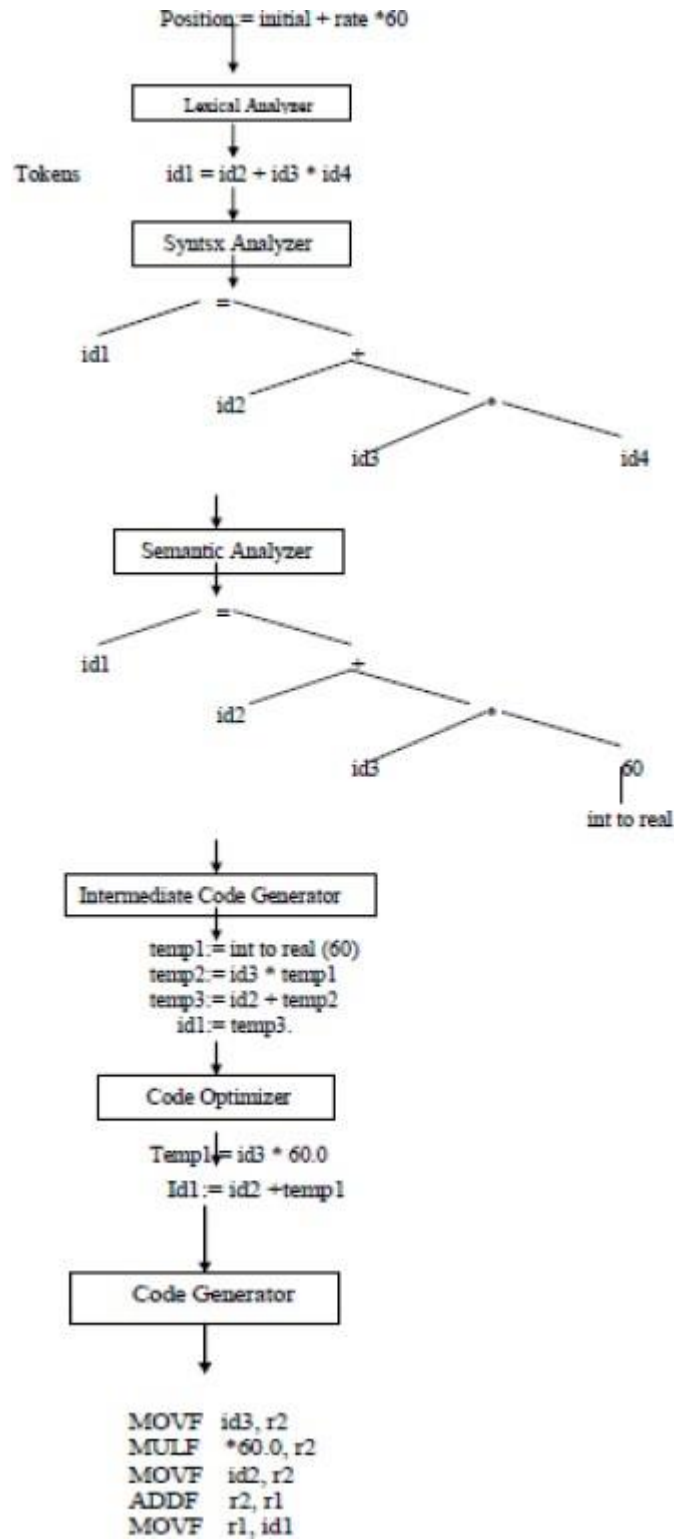 Position:= initial + rate *60
Lexical Analyzer
Tokens id1 = id2 + id3 * id4
Syntsx Analyzer
=
id1
+
id2
*
id3 id4
Semantic Analyzer
=
id1
+
id2
*
id3 60
int to real
Intermediate Code Generator
temp1:= int to real (60)
temp2:= id3 * temp1
temp3:= id2 + temp2
id1:= temp3.
Code Optimizer
Temp1:= id3 * 60.0
Id1:= id2 +temp1
Code Generator
MOVF id3, r2
MULF *60.0, r2
MOVF id2, r2
ADDF r2, r1
MOVF r1, id1